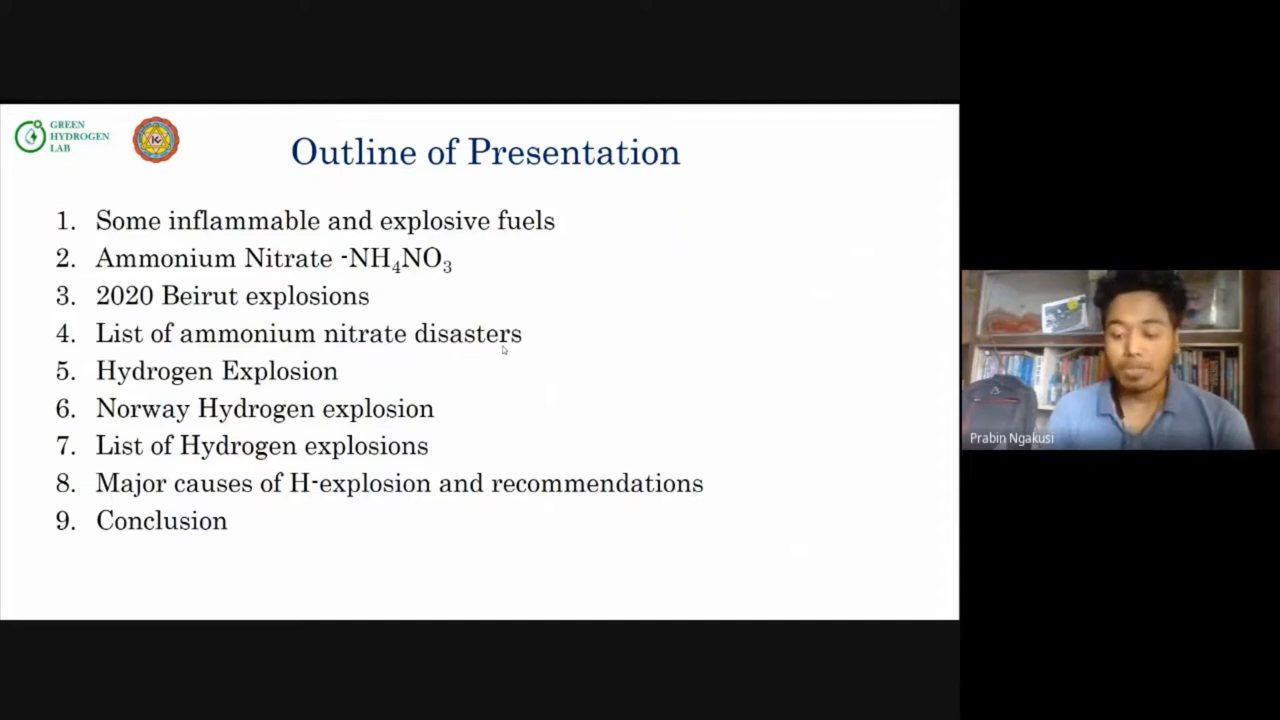 GREEN
HYDROGEN
LAB
Outline of Presentation
1. Some inflammable and explosive fuels
2. Ammonium Nitrate -NH₄NO₃
3. 2020 Beirut explosions
4. List of ammonium nitrate disasters
5. Hydrogen Explosion
6. Norway Hydrogen explosion
7. List of Hydrogen explosions
8. Major causes of H-explosion and recommendations
9. Conclusion
Prabin Ngakusi